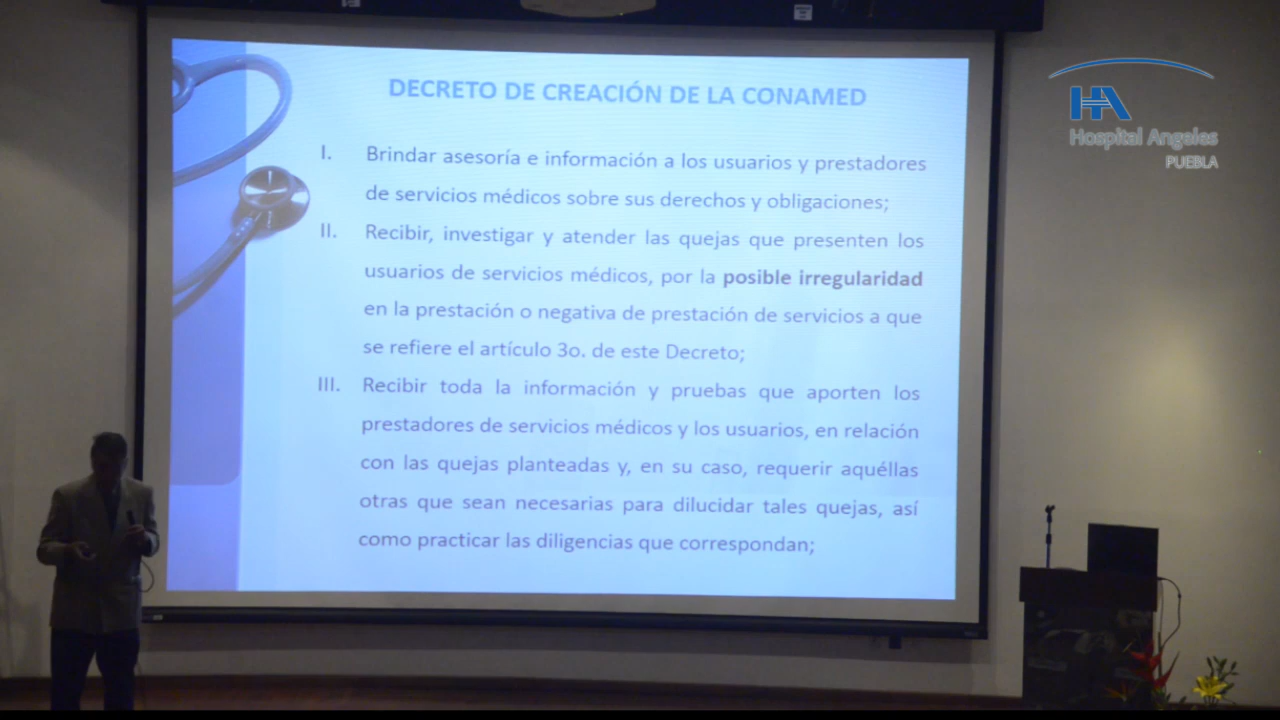 DECRETO DE CREACIÓN DE LA CONAMED
I. Brindar asesoría e información a los usuarios y prestadores
de servicios médicos sobre sus derechos y obligaciones;
II. Recibir, investigar y atender las quejas que presenten los
usuarios de servicios médicos, por la posible irregularidad
en la prestación o negativa de prestación de servicios a que
se refiere el artículo 3o. de este Decreto;
III. Recibir toda la información y pruebas que aporten los
prestadores de servicios médicos y los usuarios, en relación
con las quejas planteadas y, en su caso, requerir aquéllas
otras que sean necesarias para dilucidar tales quejas, así
como practicar las diligencias que correspondan;
HA
Hospital Angeles
PUEBLA